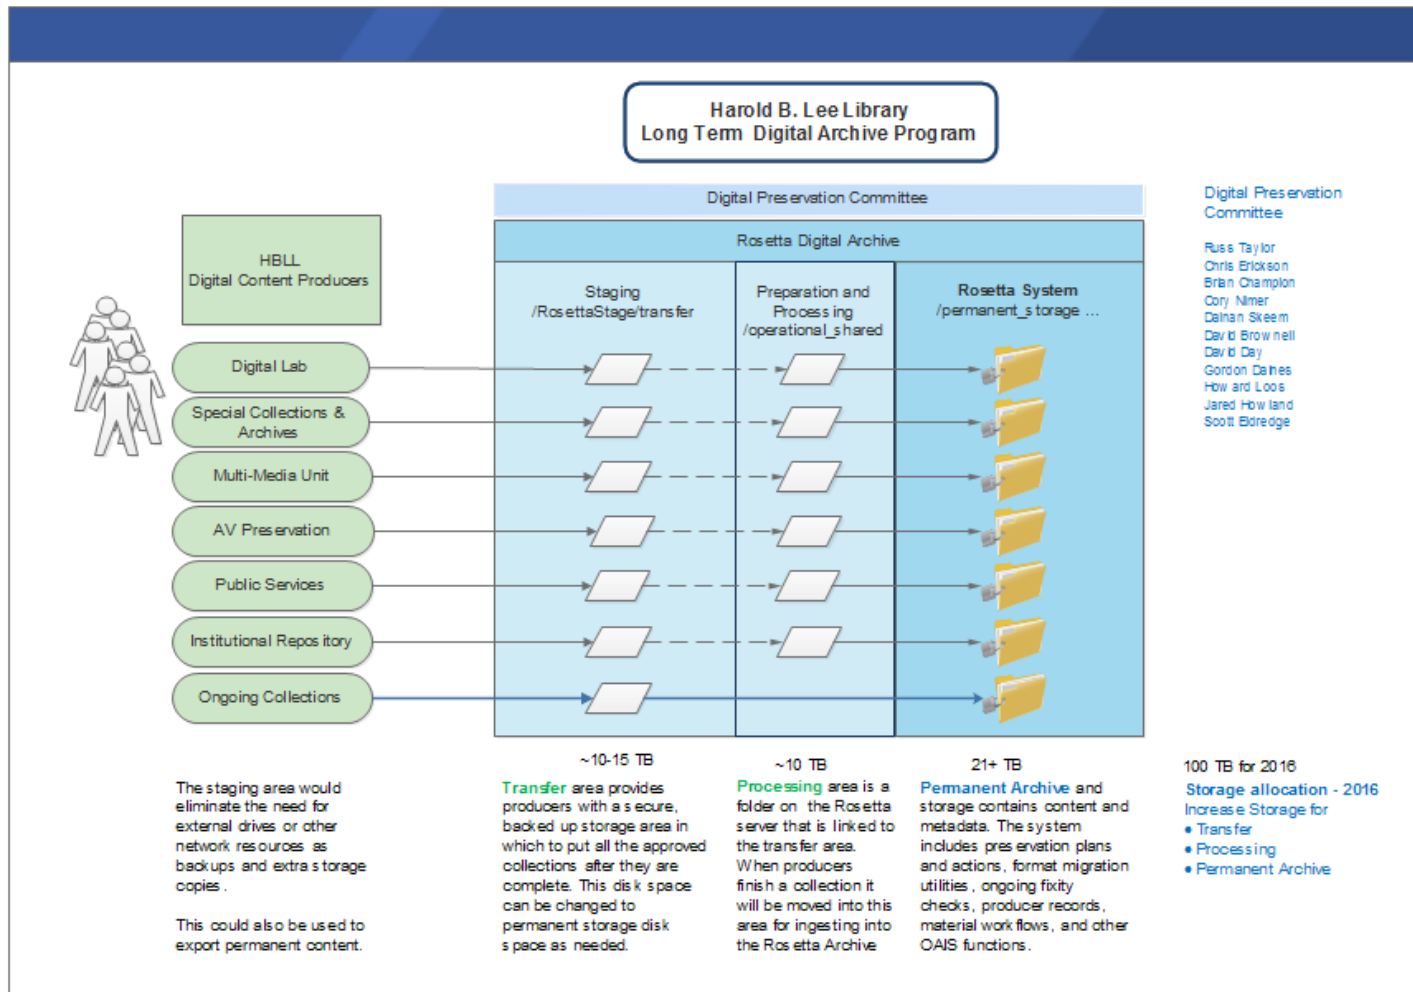 Harold B. Lee Library
Long Term Digital Archive Program
Digital Preservation Committee
Rosetta Digital Archive
HBLL
Digital Content Producers
Staging
/RosettaStage/transfer
Preparation and
Processing
/operational_shared
Rosetta System
/permanent_storage ...
Digital Lab
Special Collections &
Archives
Multi-Media Unit
AV Preservation
Public Services
Institutional Repository
Ongoing Collections
Digital Preservation
Committee
Russ Taylor
Chris Erickson
Brian Champion
Cory Nimer
Dainan Skeem
David Brownell
David Day
Gordon Daines
Howard Loos
Jared Howland
Scott Eldredge
The staging area would
eliminate the need for
external drives or other
network resources as
backups and extra storage
copies.
This could also be used to
export permanent content.
~10-15 TB
Transfer area provides
producers with a secure,
backed up storage area in
which to put all the approved
collections after they are
complete. This disk space
can be changed to
permanent storage disk
space as needed.
~10 TB
Processing area is a
folder on the Rosetta
server that is linked to
the transfer area.
When producers
finish a collection it
will be moved into this
area for ingesting into
the Rosetta Archive
21+ TB
Permanent Archive and
storage contains content and
metadata. The system
includes preservation plans
and actions, format migration
utilities, ongoing fixity
checks, producer records,
material workflows, and other
OAIS functions.
100 TB for 2016
Storage allocation - 2016
Increase Storage for
• Transfer
• Processing
• Permanent Archive